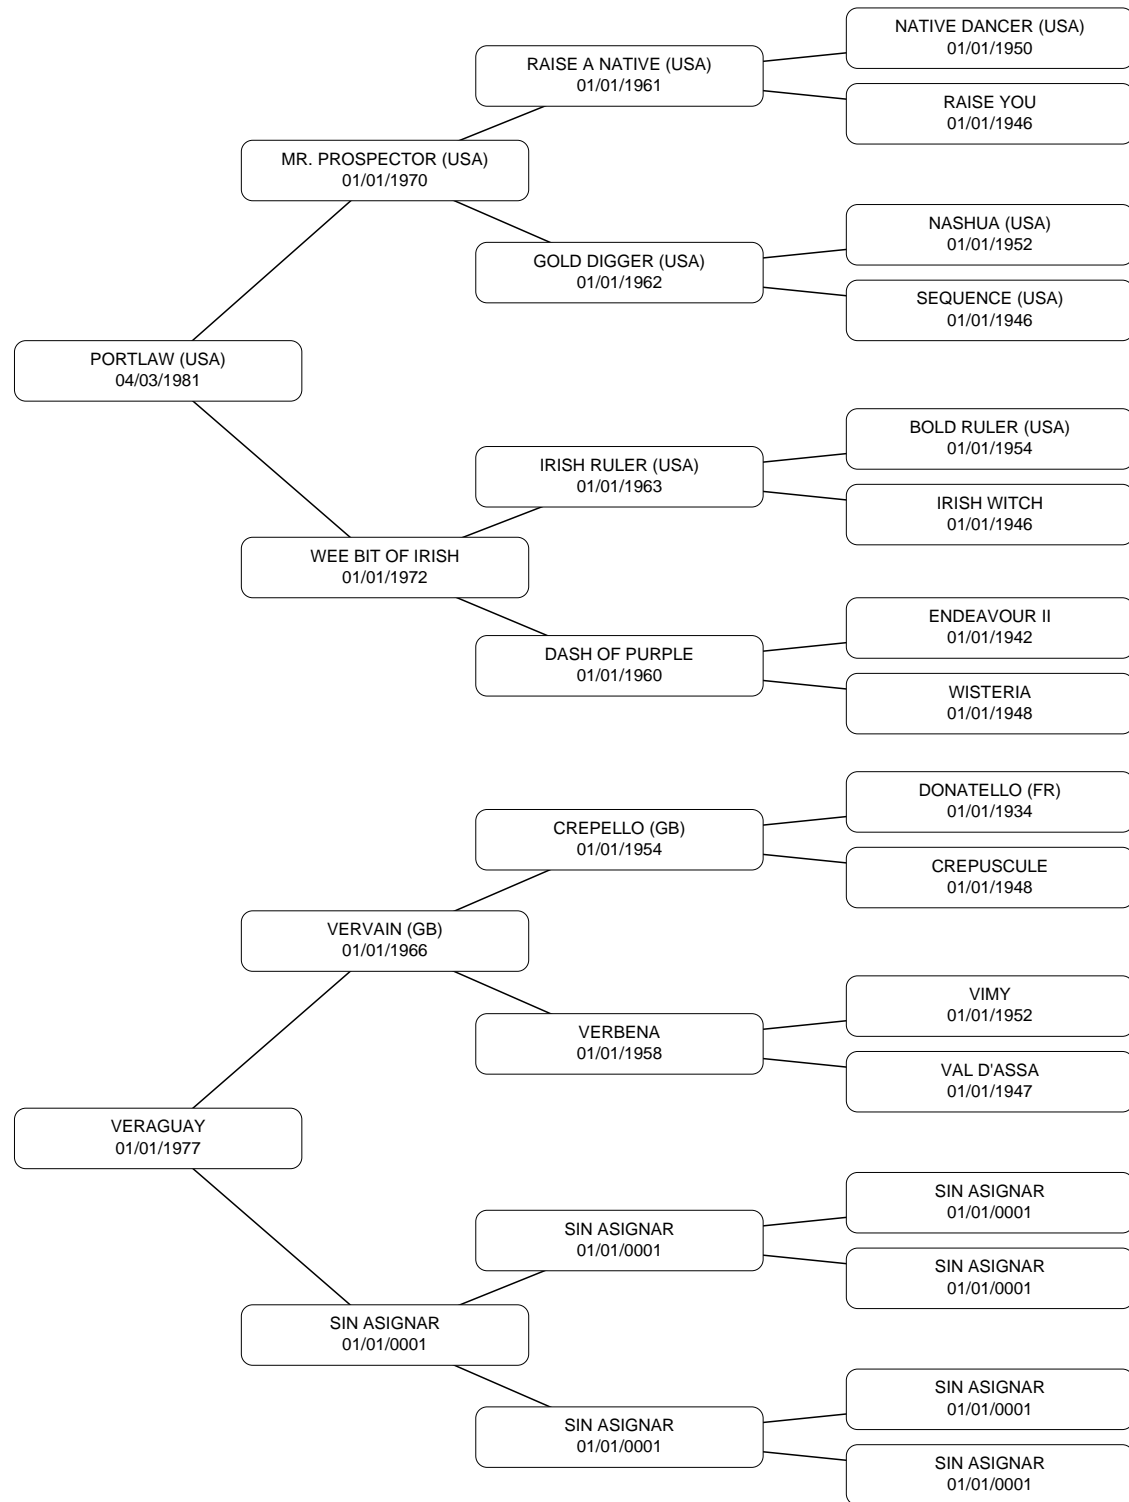 NATIVE DANCER (USA)
01/01/1950
RAISE A NATIVE (USA)
01/01/1961
RAISE YOU
01/01/1946
MR. PROSPECTOR (USA)
01/01/1970
NASHUA (USA)
01/01/1952
GOLD DIGGER (USA)
01/01/1962
SEQUENCE (USA)
01/01/1946
PORTLAW (USA)
04/03/1981
BOLD RULER (USA)
01/01/1954
IRISH RULER (USA)
01/01/1963
IRISH WITCH
01/01/1946
WEE BIT OF IRISH
01/01/1972
ENDEAVOUR II
01/01/1942
DASH OF PURPLE
01/01/1960
WISTERIA
01/01/1948
DONATELLO (FR)
01/01/1934
CREPELLO (GB)
01/01/1954
CREPUSCULE
01/01/1948
VERVAIN (GB)
01/01/1966
VIMY
01/01/1952
VERBENA
01/01/1958
VAL D'ASSA
01/01/1947
VERAGUAY
01/01/1977
SIN ASIGNAR
01/01/0001
SIN ASIGNAR
01/01/0001
SIN ASIGNAR
01/01/0001
SIN ASIGNAR
01/01/0001
SIN ASIGNAR
01/01/0001
SIN ASIGNAR
01/01/0001
SIN ASIGNAR
01/01/0001